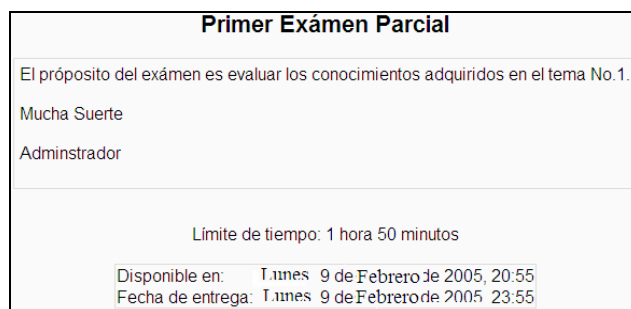 Primer Exámen Parcial
El próposito del exámen es evaluar los conocimientos adquiridos en el tema No.1.
Mucha Suerte
Adminstrador
Límite de tiempo: 1 hora 50 minutos
Disponible en: Lunes 9 de Febrero de 2005, 20:55
Fecha de entrega: Lunes 9 de Febrero de 2005 23:55